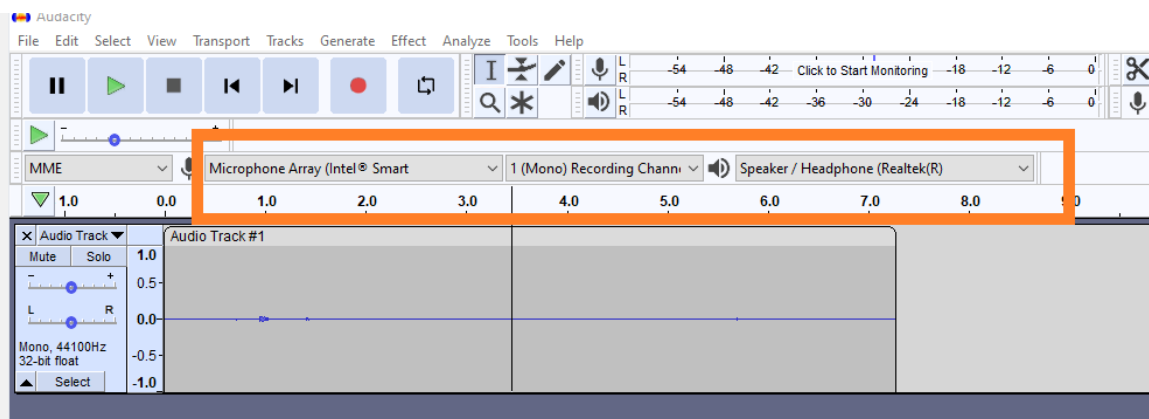 Audacity
File Edit Select View Transport Tracks Generate Effect Analyze Tools Help
L R -54 -48 -42 Click to Start Monitoring -18 -12 -6 0
L R -54 -48 -42 -36 -30 -24 -18 -12 -6 0
- +
MME Microphone Array (Intel® Smart 1 (Mono) Recording Chann Speaker / Headphone (Realtek(R)
1.0 0.0 1.0 2.0 3.0 4.0 5.0 6.0 7.0 8.0
X Audio Track Audio Track #1
Mute Solo 1.0
- + 0.5
L R 0.0
Mono, 44100Hz
32-bit float -0.5
Select -1.0